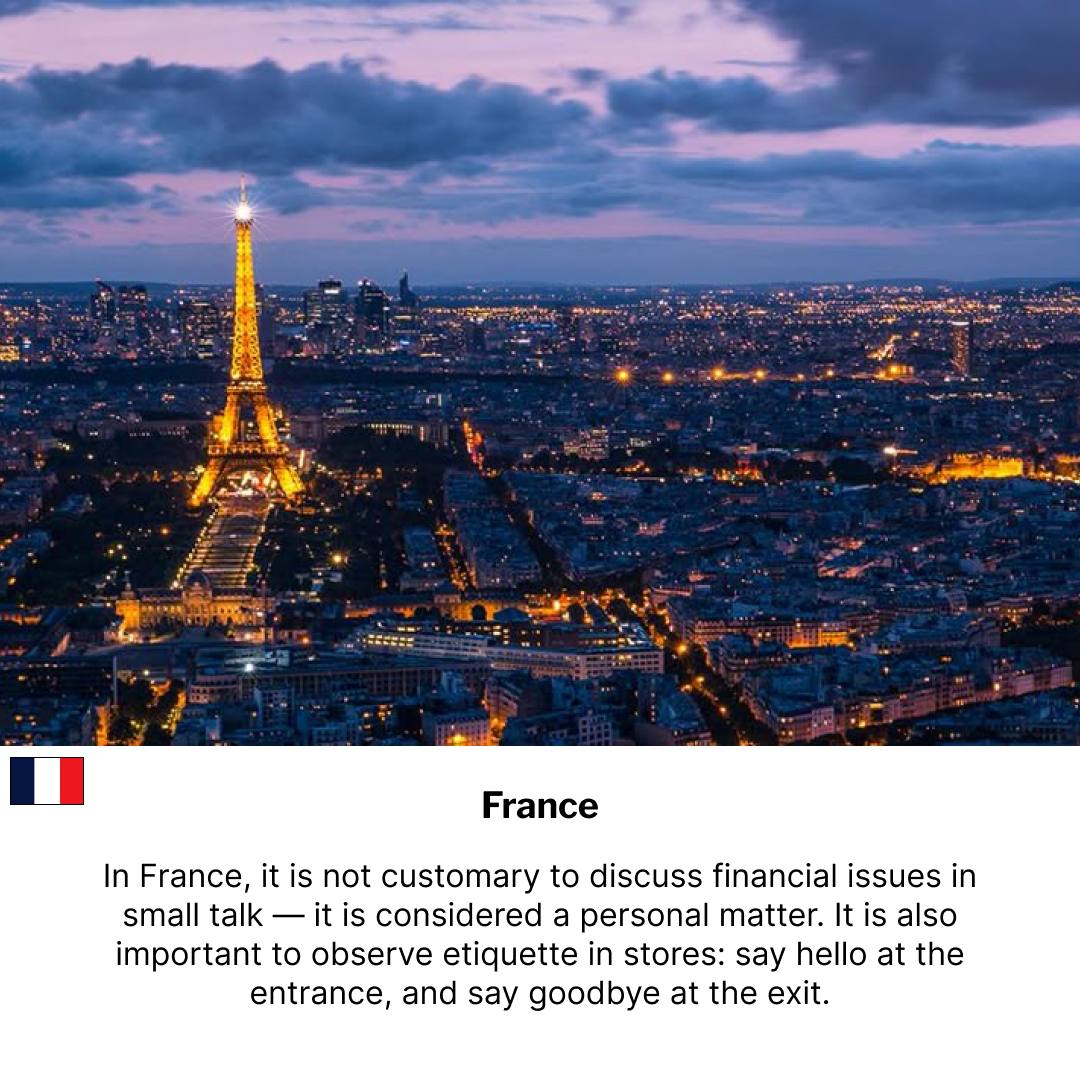 France
In France, it is not customary to discuss financial issues in
small talk — it is considered a personal matter. It is also
important to observe etiquette in stores: say hello at the
entrance, and say goodbye at the exit.